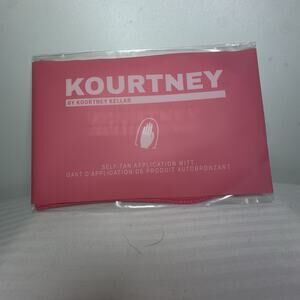 KOURTNEY
BY KOURTNEY KELLAR
SELF-TAN APPLICATION MITT
GANT D'APPLICATION DE PRODUIT AUTOBRONZANT